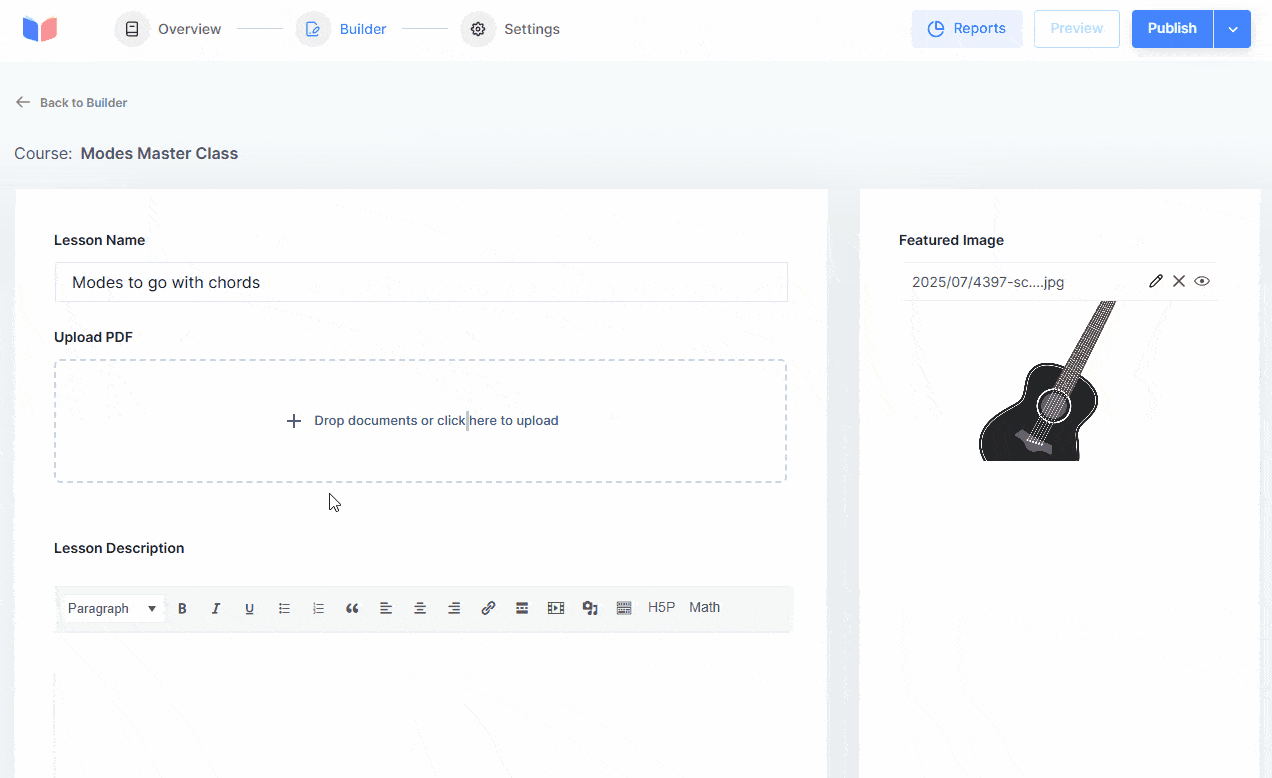 Overview
Builder
Settings
Reports
Preview
Publish
Back to Builder
Course: Modes Master Class
Lesson Name
Modes to go with chords
Upload PDF
Drop documents or click here to upload
Lesson Description
Paragraph
B I U
H5P Math
Featured Image
2025/07/4397-sc....jpg